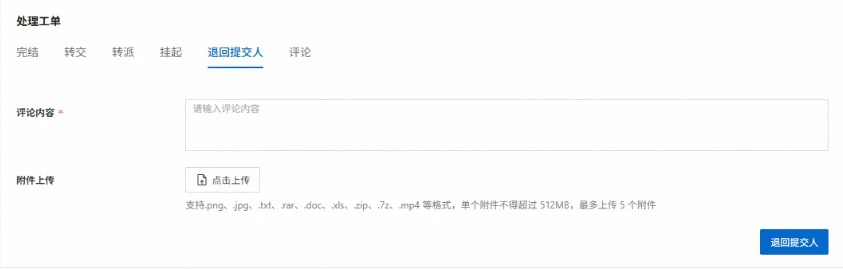 处理工单
完结 转交 转派 挂起 退回提交人 评论
评论内容 *
请输入评论内容
附件上传
点击上传
支持.png、.jpg、.txt、.rar、.doc、.xls、.zip、.7z、.mp4 等格式，单个附件不得超过 512MB，最多上传 5 个附件
退回提交人